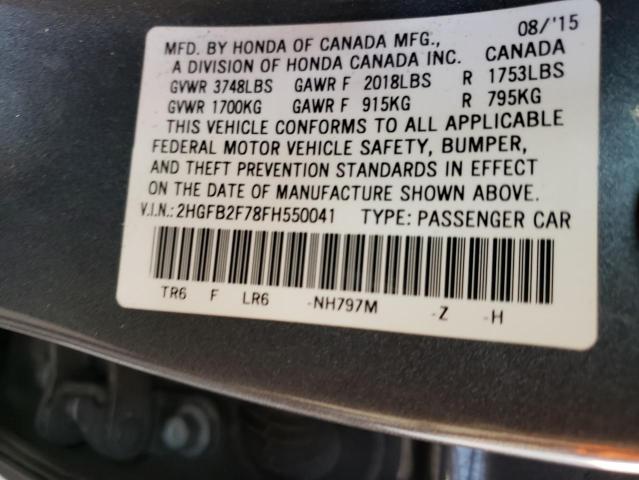 MFD. BY HONDA OF CANADA MFG., 08/'15
A DIVISION OF HONDA CANADA INC. CANADA
GVWR 3748LBS GAWR F 2018LBS R 1753LBS
GVWR 1700KG GAWR F 915KG R 795KG
THIS VEHICLE CONFORMS TO ALL APPLICABLE
FEDERAL MOTOR VEHICLE SAFETY, BUMPER,
AND THEFT PREVENTION STANDARDS IN EFFECT
ON THE DATE OF MANUFACTURE SHOWN ABOVE.
V.I.N.:2HGFB2F78FH550041 TYPE: PASSENGER CAR
TR6 F LR6 -NH797M -Z -H